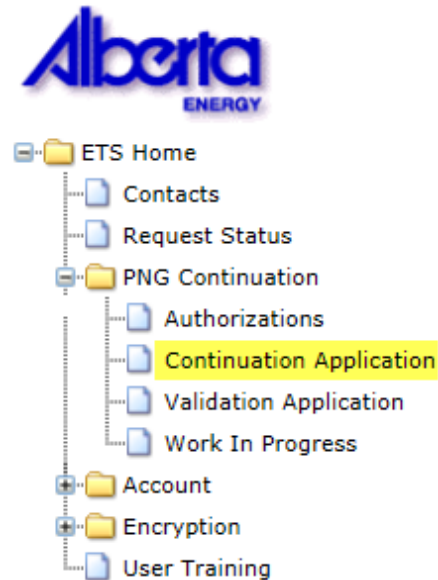 Alberta
ENERGY
ETS Home
Contacts
Request Status
PNG Continuation
Authorizations
Continuation Application
Validation Application
Work In Progress
Account
Encryption
User Training